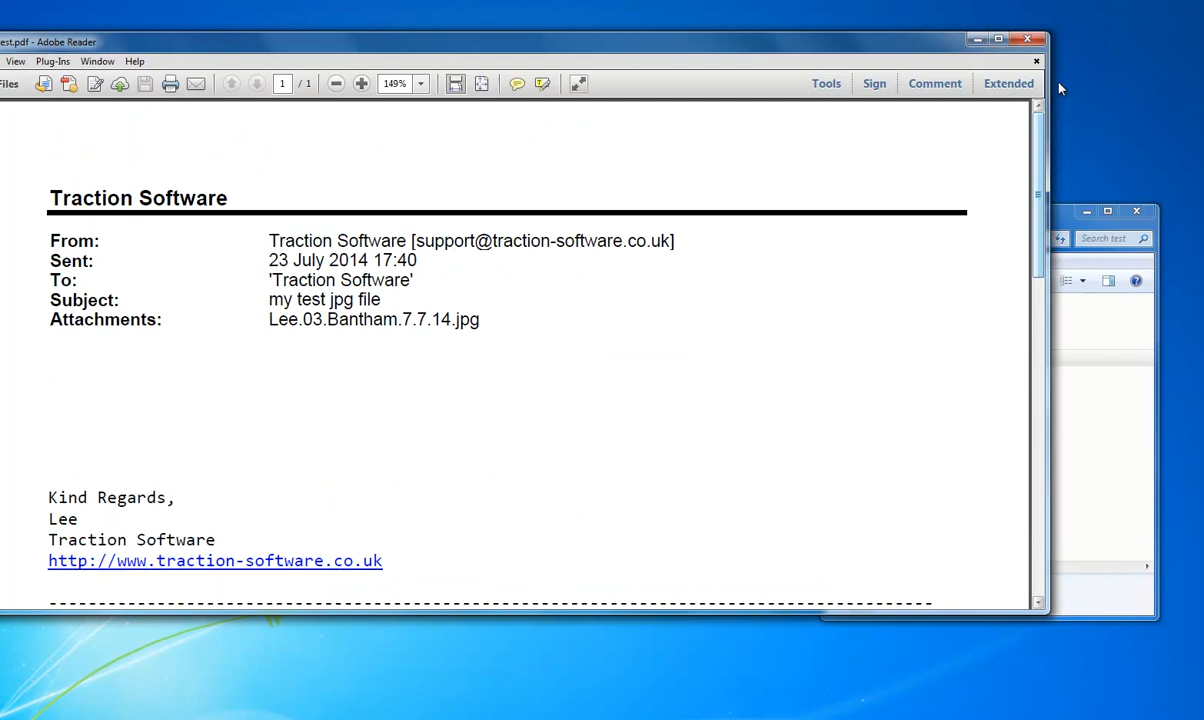 est.pdf - Adobe Reader
View Plug-Ins Window Help
iles 1 / 1 149% Tools Sign Comment Extended
Traction Software
From: Traction Software [support@traction-software.co.uk]
Sent: 23 July 2014 17:40
To: 'Traction Software'
Subject: my test jpg file
Attachments: Lee.03.Bantham.7.7.14.jpg
Kind Regards,
Lee
Traction Software
http://www.traction-software.co.uk
------------------------------------------------------------------------------------------
Search test